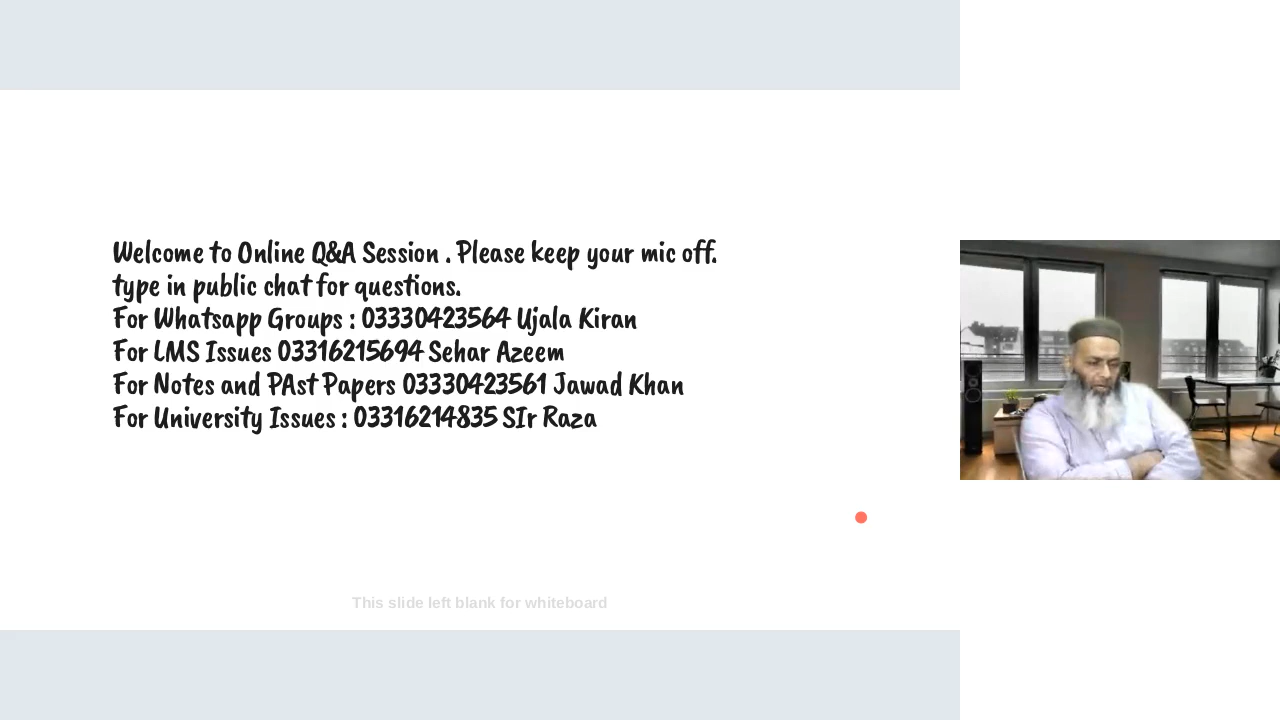 Welcome to Online Q&A Session . Please keep your mic off.
type in public chat for questions.
For Whatsapp Groups : 03330423564 Ujala Kiran
For LMS Issues 03316215694 Sehar Azeem
For Notes and PAst Papers 03330423561 Jawad Khan
For University Issues : 03316214835 SIr Raza
This slide left blank for whiteboard